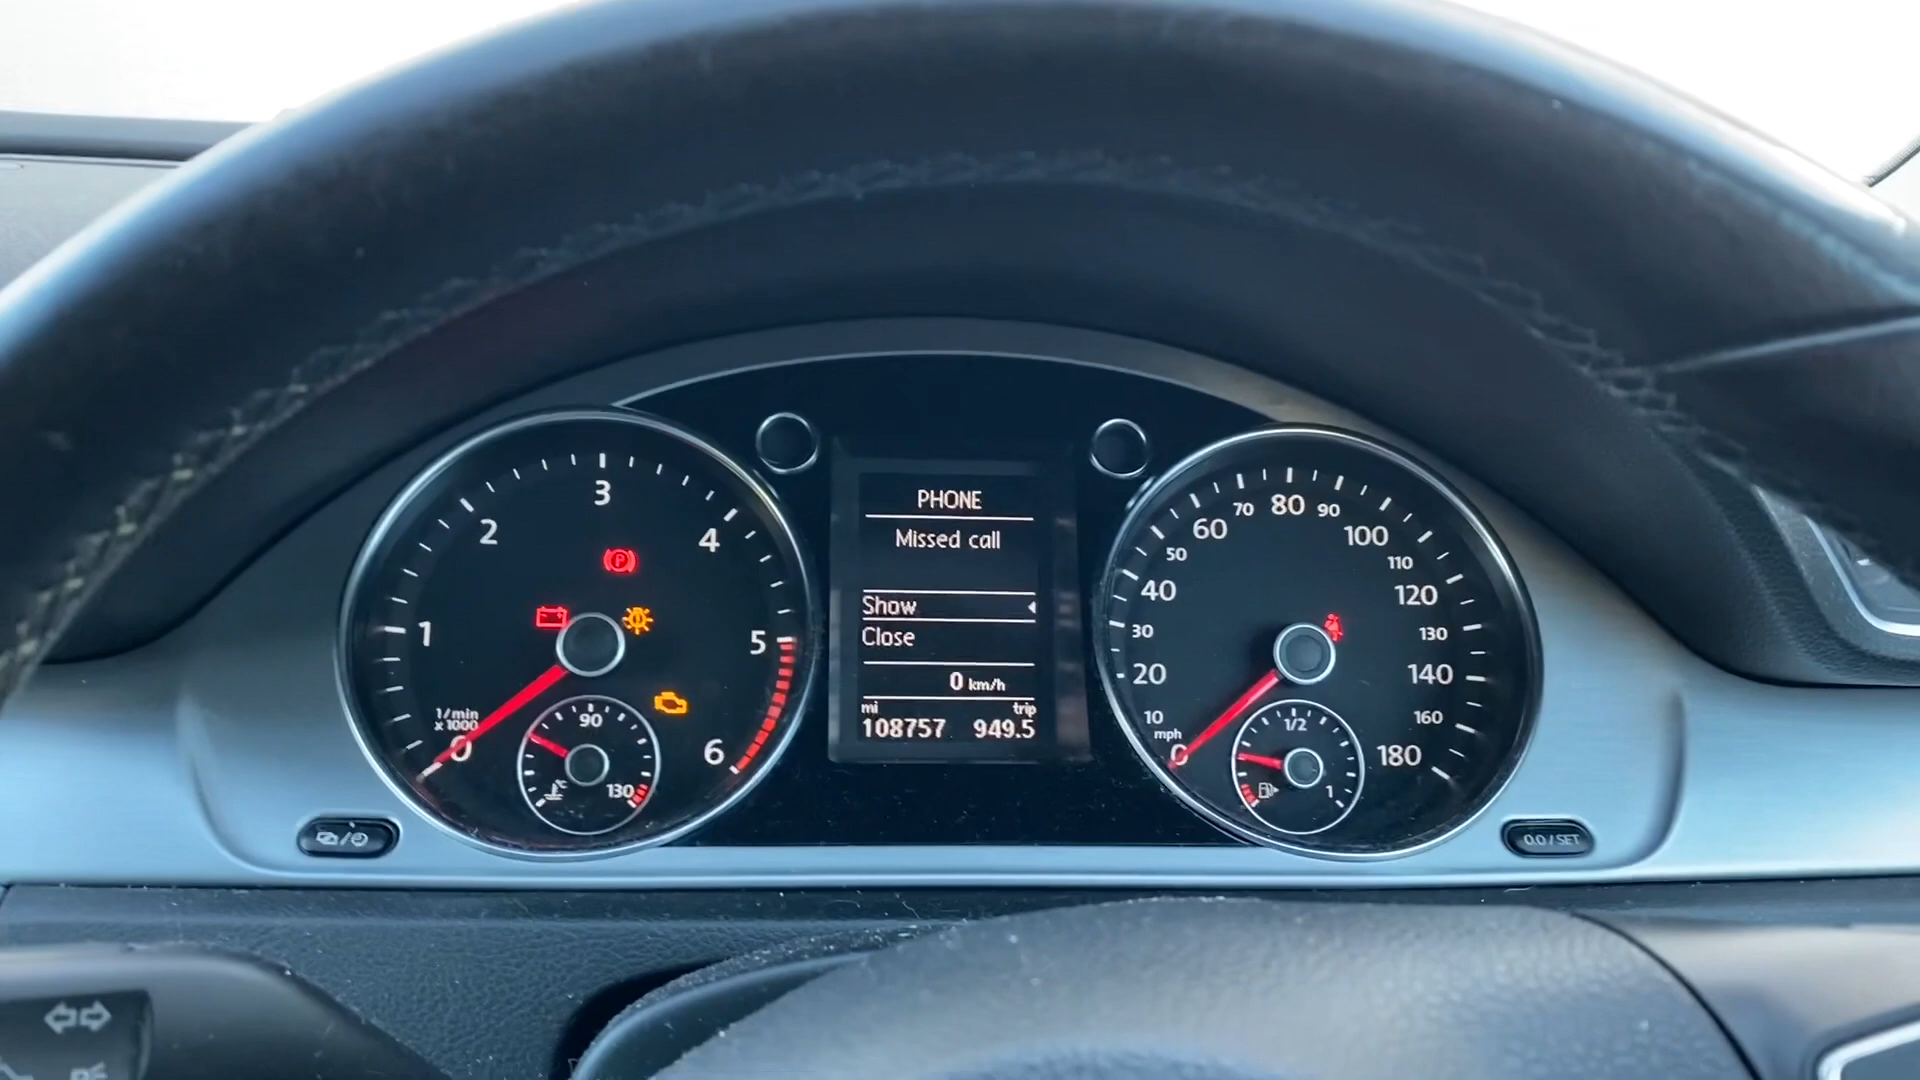 1/min
x 1000
0
1
2
3
4
5
6
P
90
130
PHONE
Missed call
Show
Close
0 km/h
mi trip
108757 949.5
mph
0
10
20
30
40
50
60
70
80
90
100
110
120
130
140
160
180
1/2
1
0.0 / SET